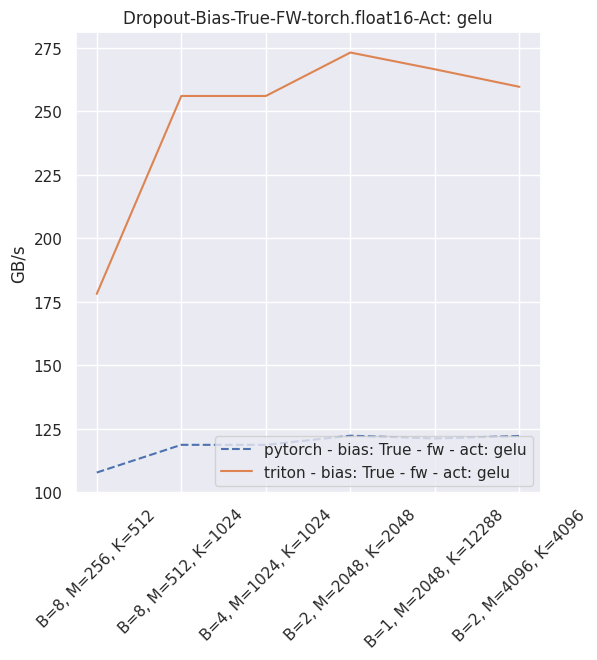 Dropout-Bias-True-FW-torch.float16-Act: gelu
275
250
225
200
175
150
125
100
GB/s
pytorch - bias: True - fw - act: gelu
triton - bias: True - fw - act: gelu
B=8, M=256, K=512
B=8, M=512, K=1024
B=4, M=1024, K=1024
B=2, M=2048, K=2048
B=1, M=2048, K=12288
B=2, M=4096, K=4096